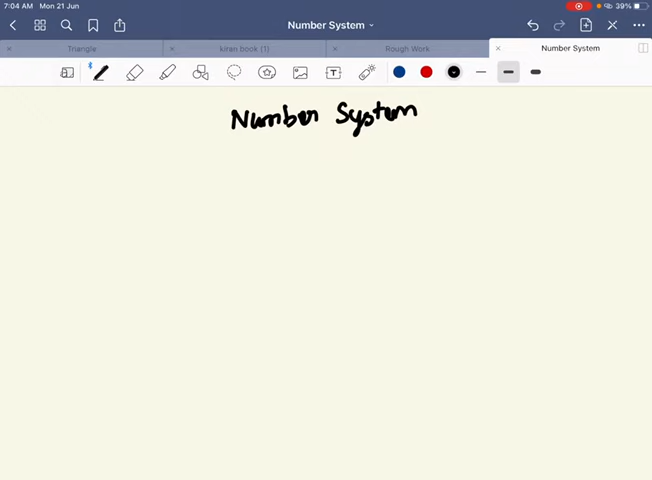 7:04 AM Mon 21 Jun 39%
Number System
Triangle kiran book (1) Rough Work Number System
T
Number System